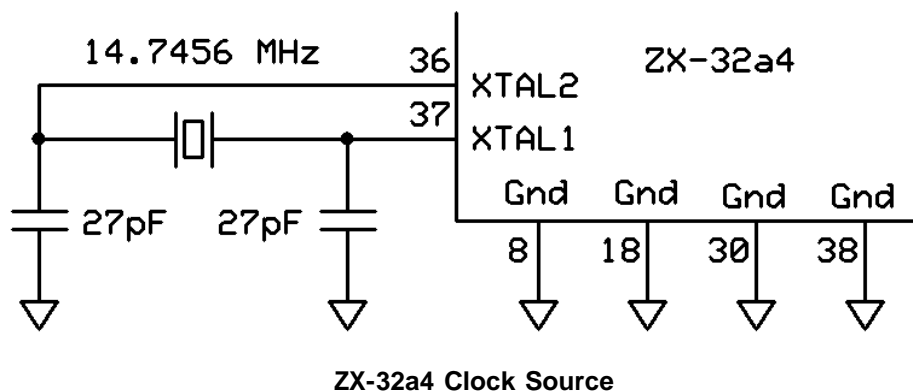 14.7456 MHz
36
ZX-32a4
XTAL2
37
XTAL1
27pF
27pF
Gnd
Gnd
Gnd
Gnd
8
18
30
38
ZX-32a4 Clock Source